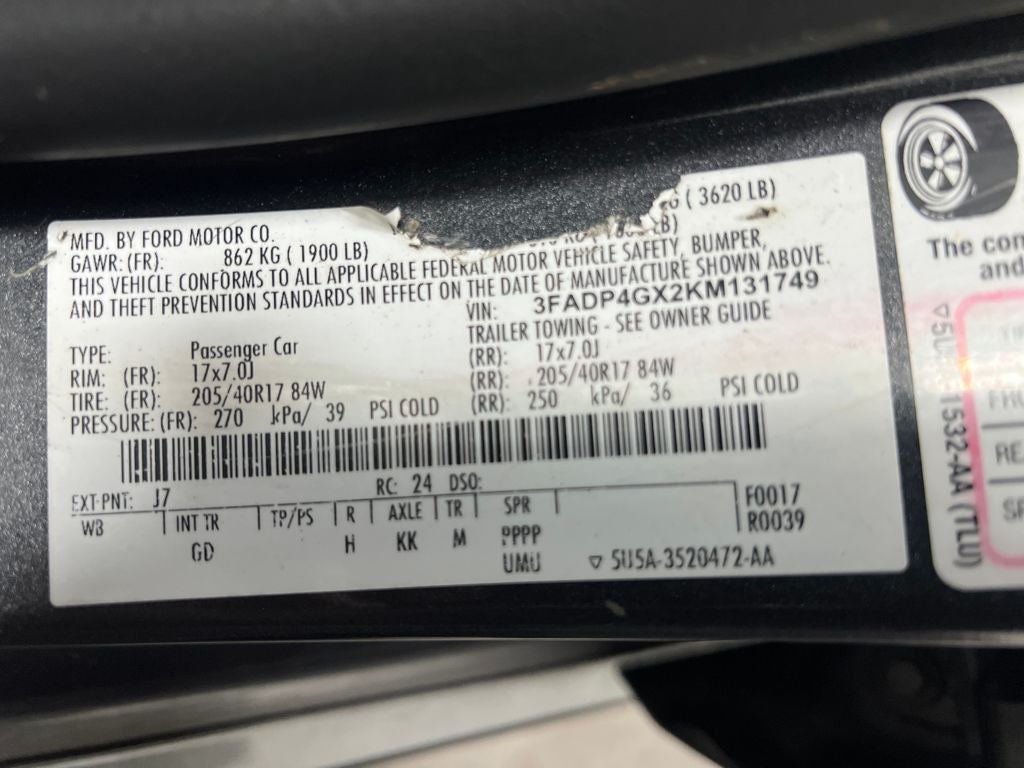 MFD. BY FORD MOTOR CO.
( 3620 LB)
GAWR: (FR): 862 KG ( 1900 LB)
THIS VEHICLE CONFORMS TO ALL APPLICABLE FEDERAL MOTOR VEHICLE SAFETY, BUMPER,
AND THEFT PREVENTION STANDARDS IN EFFECT ON THE DATE OF MANUFACTURE SHOWN ABOVE.
VIN: 3FADP4GX2KM131749
TRAILER TOWING - SEE OWNER GUIDE
TYPE: Passenger Car
RIM: (FR): 17x7.0J (RR): 17x7.0J
TIRE: (FR): 205/40R17 84W (RR): 205/40R17 84W
PRESSURE: (FR): 270 kPa/ 39 PSI COLD (RR): 250 kPa/ 36 PSI COLD
EXT PNT: J7 RC: 24 DSO:
WB INT TR TP/PS R AXLE TR SPR F0017
GD H KK M PPPP R0039
UMU ▽ 5U5A-3520472-AA
The
and
1532-AA (TLU)